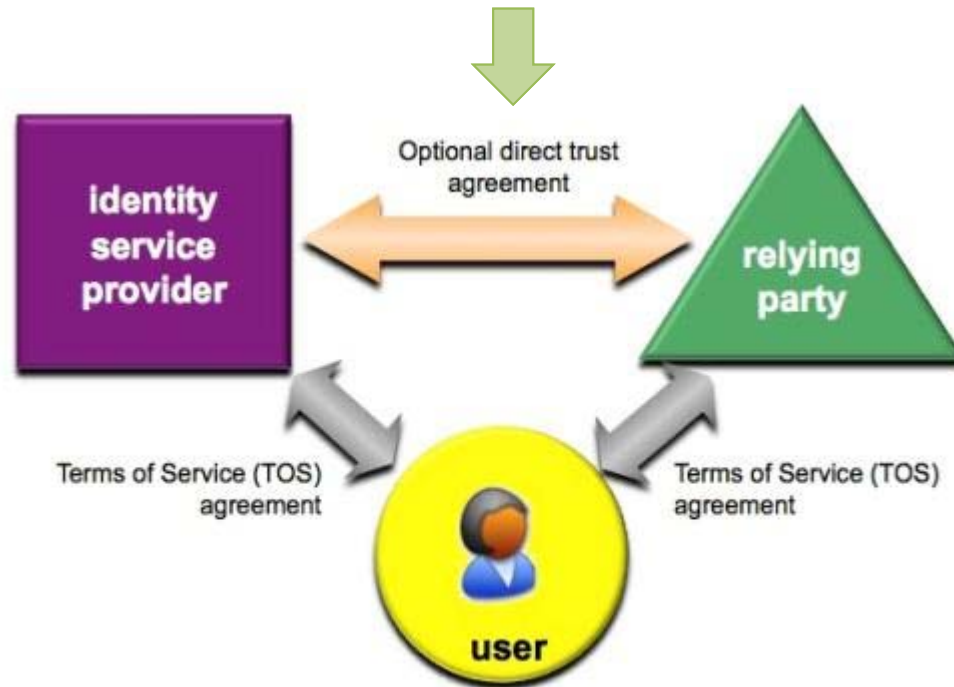 Optional direct trust
agreement
identity
service
provider
relying
party
Terms of Service (TOS)
agreement
Terms of Service (TOS)
agreement
user